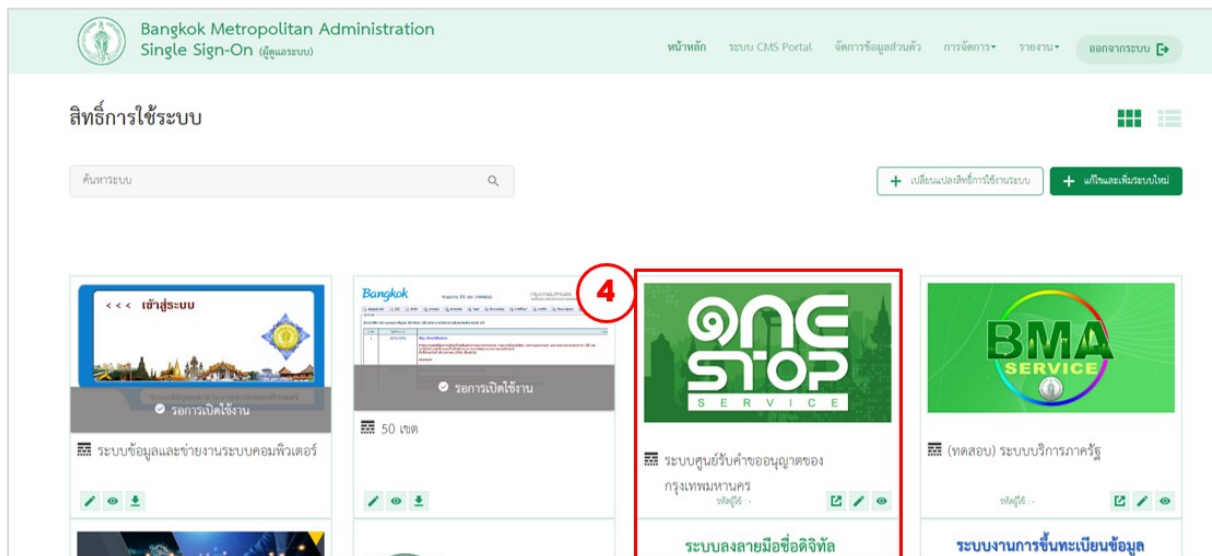 Bangkok Metropolitan Administration
Single Sign-On (ผู้ดูแลระบบ)
หน้าหลัก ระบบ CMS Portal จัดการข้อมูลส่วนตัว การจัดการ รายงาน ออกจากระบบ
สิทธิ์การใช้ระบบ
ค้นหาระบบ
+ เปลี่ยนแปลงสิทธิ์การใช้งานระบบ
+ แก้ไขและเพิ่มระบบใหม่
4
<<< เข้าสู่ระบบ
รอการเปิดใช้งาน
ระบบข้อมูลและข่ายงานระบบคอมพิวเตอร์
Bangkok
รอการเปิดใช้งาน
50 เขต
ONE
STOP
SERVICE
ระบบศูนย์รับคำขออนุญาตของ
กรุงเทพมหานคร
รหัสผู้ใช้ : -
BMA
SERVICE
(ทดสอบ) ระบบบริการภาครัฐ
รหัสผู้ใช้ : -
ระบบลงลายมือชื่อดิจิทัล
ระบบงานการขึ้นทะเบียนข้อมูล